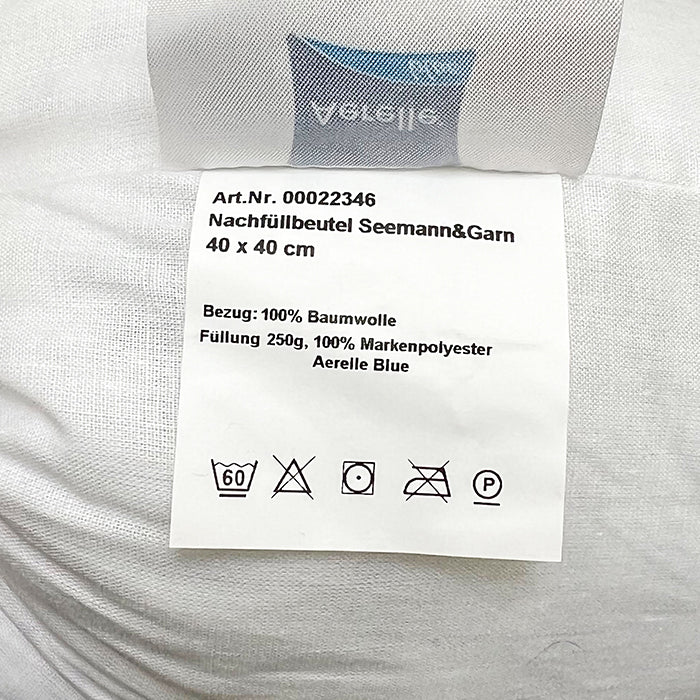 Aerelle
Art.Nr. 00022346
Nachfüllbeutel Seemann&Garn
40 x 40 cm
Bezug: 100% Baumwolle
Füllung 250g, 100% Markenpolyester
Aerelle Blue
60
P